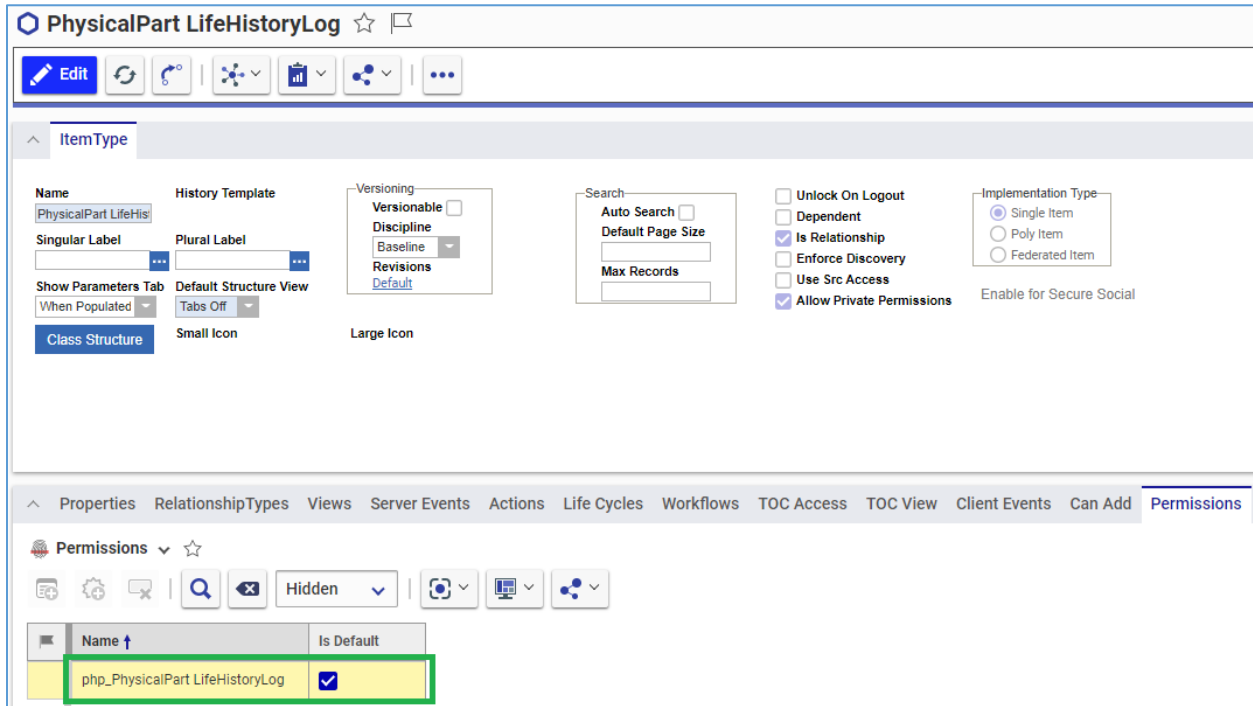 PhysicalPart LifeHistoryLog
Edit
ItemType
Name
PhysicalPart LifeHis
History Template
Singular Label
Plural Label
Show Parameters Tab
When Populated
Default Structure View
Tabs Off
Class Structure
Small Icon
Large Icon
Versioning
Versionable
Discipline
Baseline
Revisions
Default
Search
Auto Search
Default Page Size
Max Records
Unlock On Logout
Dependent
Is Relationship
Enforce Discovery
Use Src Access
Allow Private Permissions
Implementation Type
Single Item
Poly Item
Federated Item
Enable for Secure Social
Properties RelationshipTypes Views Server Events Actions Life Cycles Workflows TOC Access TOC View Client Events Can Add Permissions
Permissions
Hidden
Name Is Default
php_PhysicalPart LifeHistoryLog